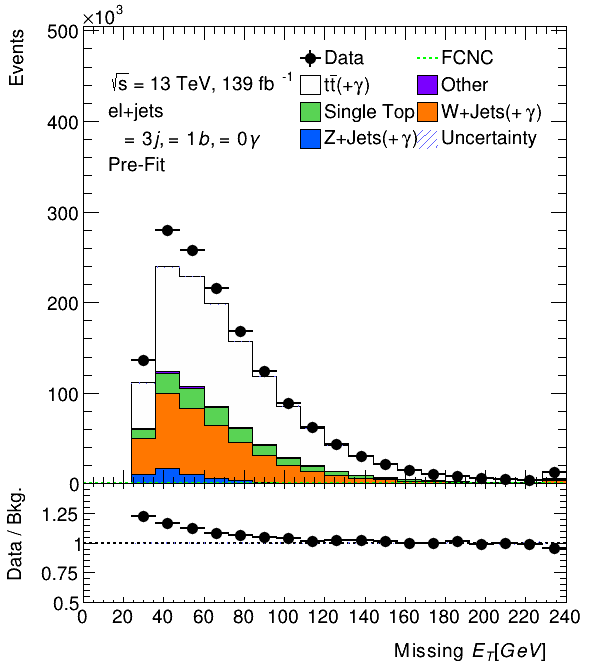 ×10³
Events
500
400
300
200
100
0
√s = 13 TeV, 139 fb⁻¹
el+jets
= 3j, = 1b, = 0γ
Pre-Fit
Data
FCNC
tt̄(+γ)
Other
Single Top
W+Jets(+γ)
Z+Jets(+γ)
Uncertainty
Data / Bkg.
1.25
1
0.75
0.5
0 20 40 60 80 100 120 140 160 180 200 220 240
Missing E_T[GeV]